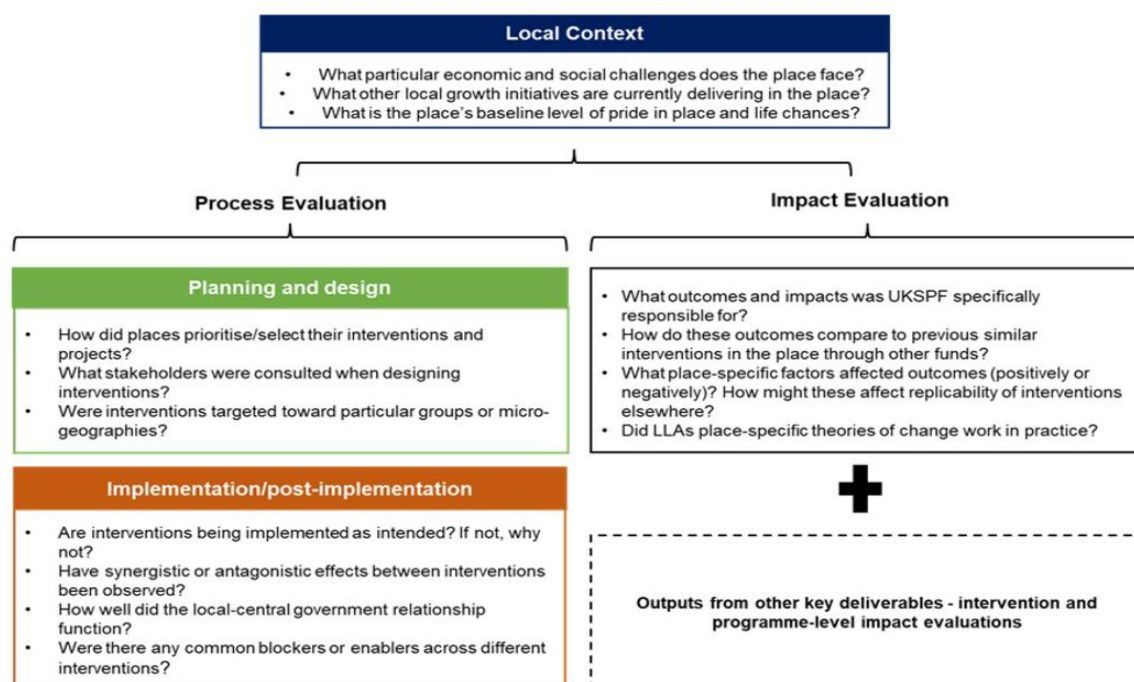 Local Context
• What particular economic and social challenges does the place face?
• What other local growth initiatives are currently delivering in the place?
• What is the place's baseline level of pride in place and life chances?
Process Evaluation
Planning and design
• How did places prioritise/select their interventions and
projects?
• What stakeholders were consulted when designing
interventions?
• Were interventions targeted toward particular groups or micro-
geographies?
Implementation/post-implementation
• Are interventions being implemented as intended? If not, why
not?
• Have synergistic or antagonistic effects between interventions
been observed?
• How well did the local-central government relationship
function?
• Were there any common blockers or enablers across different
interventions?
Impact Evaluation
• What outcomes and impacts was UKSPF specifically
responsible for?
• How do these outcomes compare to previous similar
interventions in the place through other funds?
• What place-specific factors affected outcomes (positively or
negatively)? How might these affect replicability of interventions
elsewhere?
• Did LLAs place-specific theories of change work in practice?
Outputs from other key deliverables - intervention and
programme-level impact evaluations